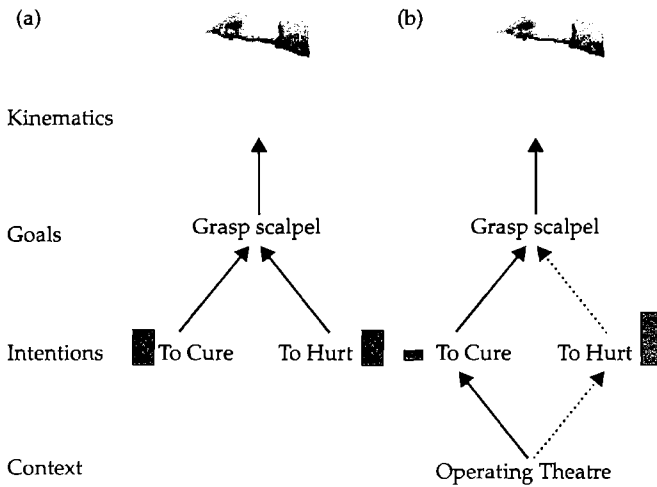 (a) (b)
Kinematics
Goals Grasp scalpel Grasp scalpel
Intentions To Cure To Hurt To Cure To Hurt
Context Operating Theatre